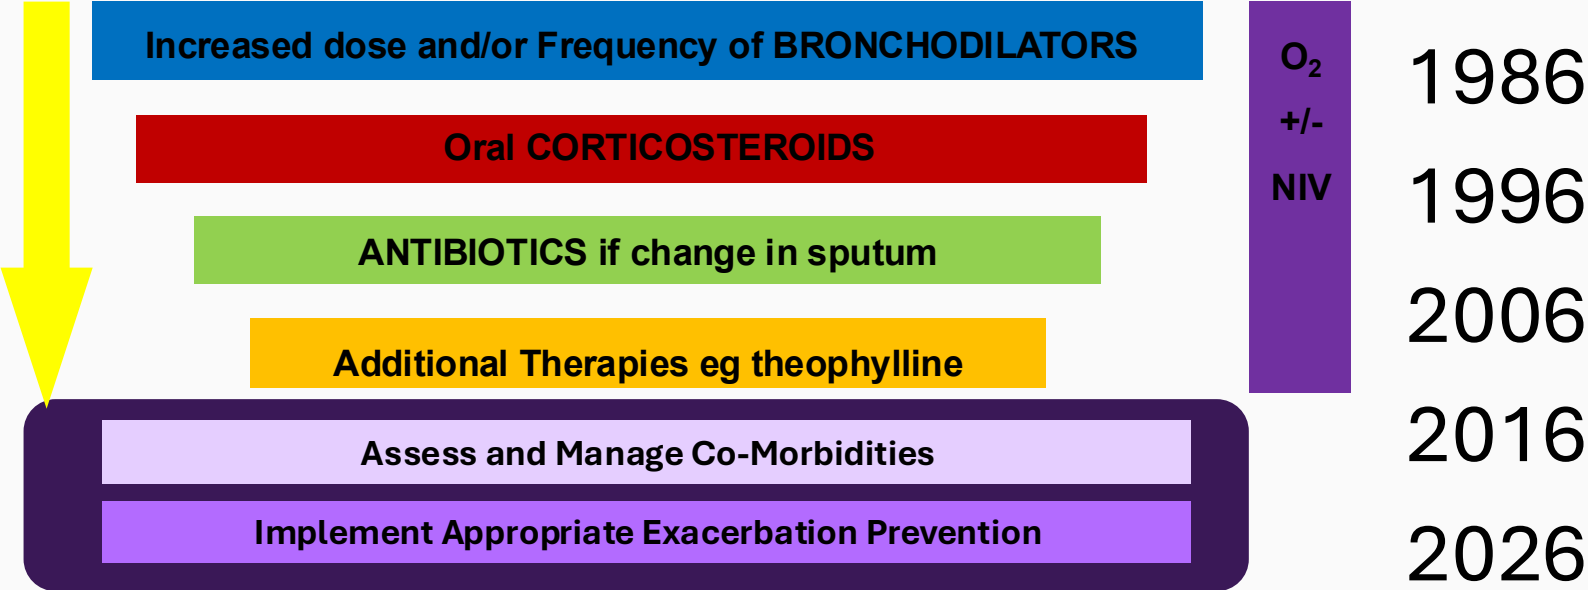 Increased dose and/or Frequency of BRONCHODILATORS
Oral CORTICOSTEROIDS
ANTIBIOTICS if change in sputum
Additional Therapies eg theophylline
Assess and Manage Co-Morbidities
Implement Appropriate Exacerbation Prevention
O₂
+/-
NIV
1986
1996
2006
2016
2026